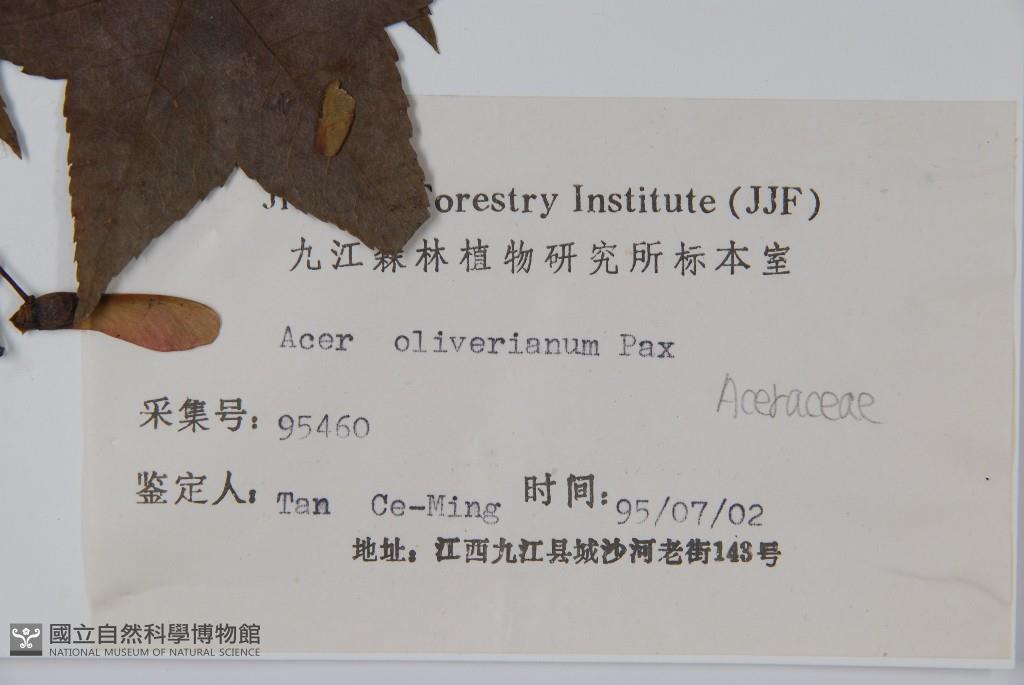 Forestry Institute (JJF)
九江森林植物研究所标本室
Acer oliverianum Pax
Aceraceae
采集号: 95460
鉴定人: Tan Ce-Ming 时间: 95/07/02
地址: 江西九江县城沙河老街143号
國立自然科學博物館
NATIONAL MUSEUM OF NATURAL SCIENCE